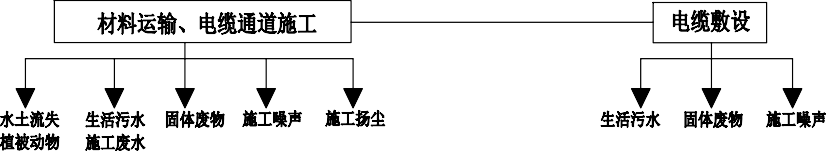 材料运输、电缆通道施工
电缆敷设
水土流失
植被动物
生活污水
施工废水
固体废物
施工噪声
施工扬尘
生活污水
固体废物
施工噪声